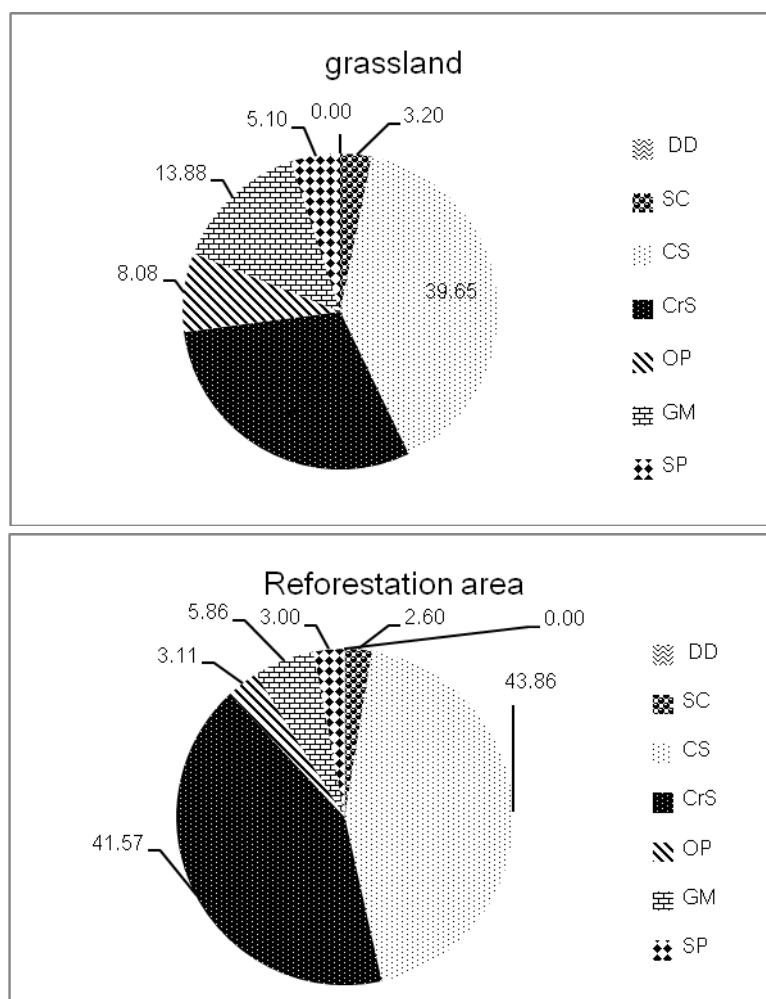 grassland
0.00
3.20
5.10
13.88
8.08
39.65
DD
SC
CS
CrS
OP
GM
SP
Reforestation area
5.86
3.00
2.60
0.00
3.11
43.86
41.57
DD
SC
CS
CrS
OP
GM
SP